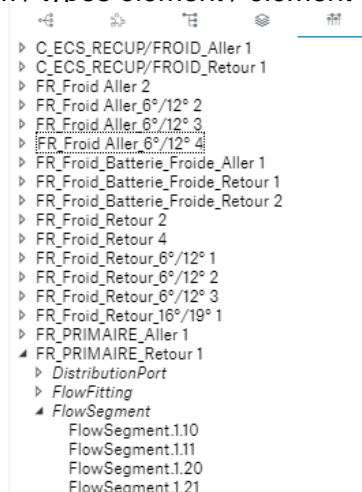 C_ECS_RECUP/FROID_Aller 1
C_ECS_RECUP/FROID_Retour 1
FR_Froid Aller 2
FR_Froid Aller_6°/12° 2
FR_Froid Aller_6°/12° 3
FR_Froid Aller_6°/12° 4
FR_Froid_Batterie_Froide_Aller 1
FR_Froid_Batterie_Froide_Retour 1
FR_Froid_Batterie_Froide_Retour 2
FR_Froid_Retour 2
FR_Froid_Retour 4
FR_Froid_Retour_6°/12° 1
FR_Froid_Retour_6°/12° 2
FR_Froid_Retour_6°/12° 3
FR_Froid_Retour_16°/19° 1
FR_PRIMAIRE_Aller 1
FR_PRIMAIRE_Retour 1
DistributionPort
FlowFitting
FlowSegment
FlowSegment.1.10
FlowSegment.1.11
FlowSegment.1.20
FlowSegment.1.21